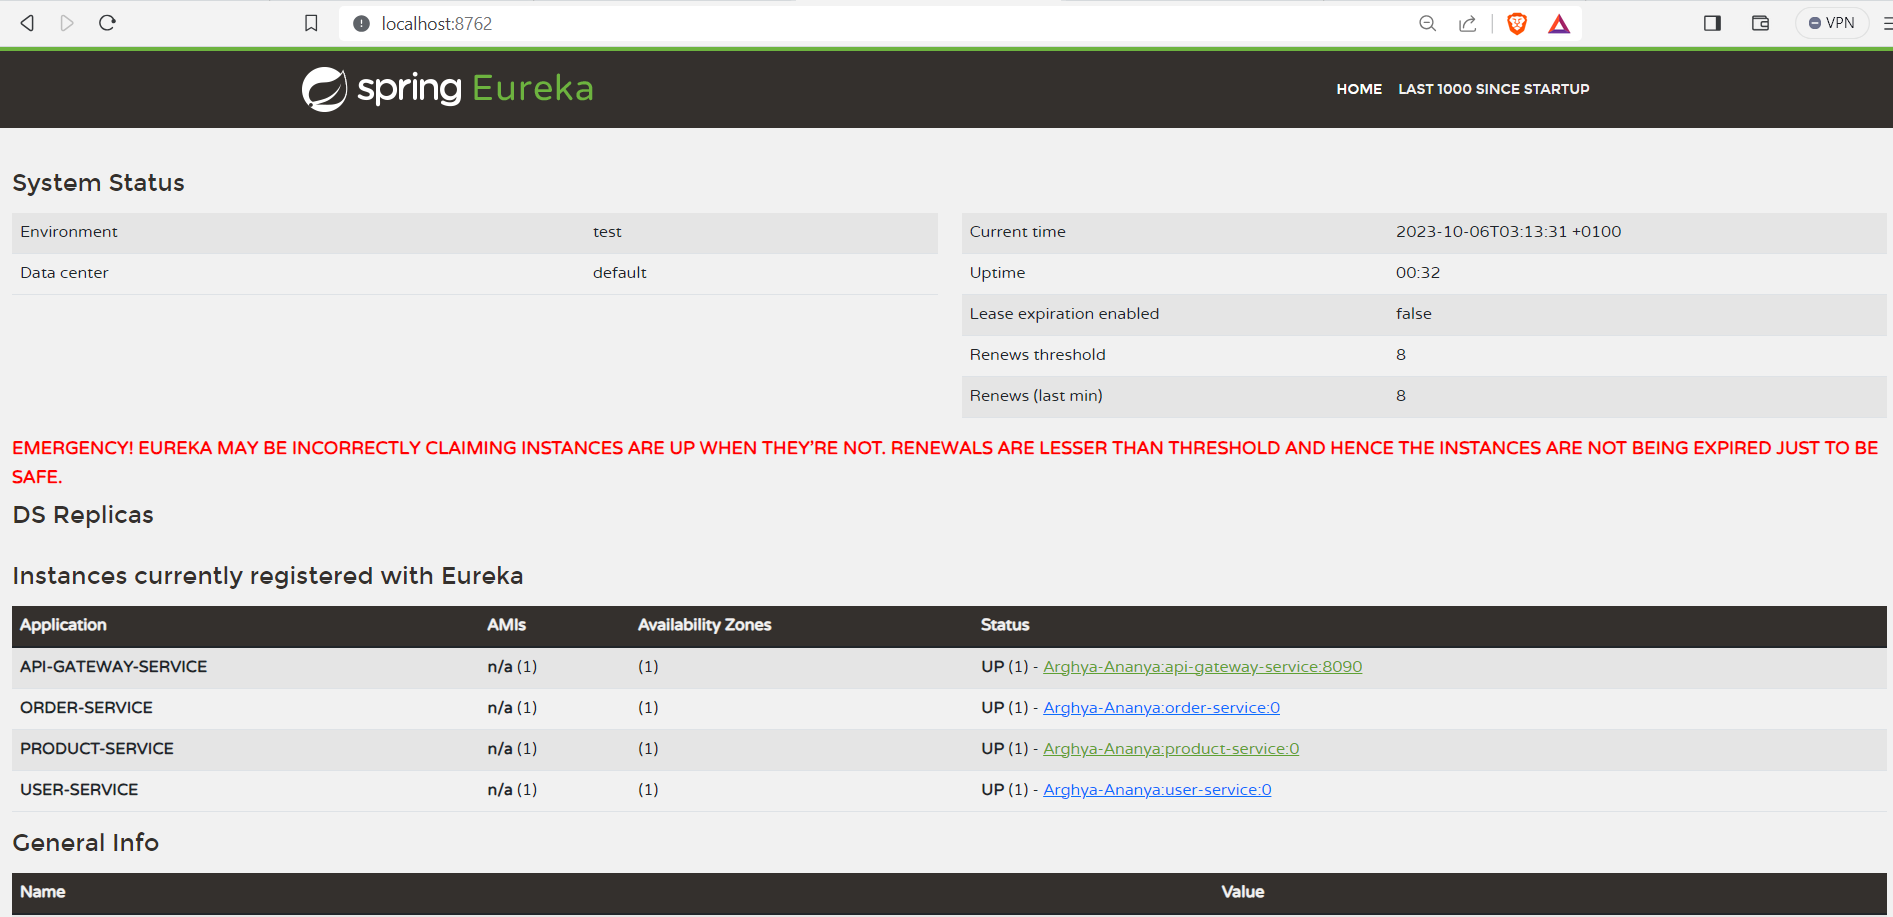 localhost:8762
VPN
spring Eureka
HOME LAST 1000 SINCE STARTUP
System Status
Environment test
Data center default
Current time 2023-10-06T03:13:31 +0100
Uptime 00:32
Lease expiration enabled false
Renews threshold 8
Renews (last min) 8
EMERGENCY! EUREKA MAY BE INCORRECTLY CLAIMING INSTANCES ARE UP WHEN THEY'RE NOT. RENEWALS ARE LESSER THAN THRESHOLD AND HENCE THE INSTANCES ARE NOT BEING EXPIRED JUST TO BE
SAFE.
DS Replicas
Instances currently registered with Eureka
Application AMIs Availability Zones Status
API-GATEWAY-SERVICE n/a (1) (1) UP (1) - Arghya-Ananya:api-gateway-service:8090
ORDER-SERVICE n/a (1) (1) UP (1) - Arghya-Ananya:order-service:0
PRODUCT-SERVICE n/a (1) (1) UP (1) - Arghya-Ananya:product-service:0
USER-SERVICE n/a (1) (1) UP (1) - Arghya-Ananya:user-service:0
General Info
Name Value